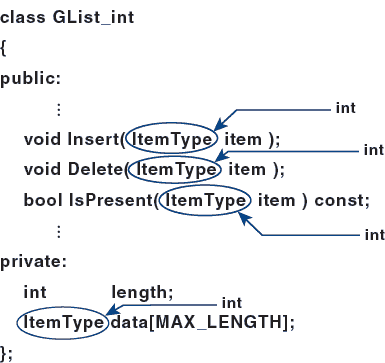 class GList_int
{
public:
⋮
int
void Insert( ItemType item );
int
void Delete( ItemType item );
bool IsPresent( ItemType item ) const;
⋮
int
private:
int length;
int
ItemType data[MAX_LENGTH];
};